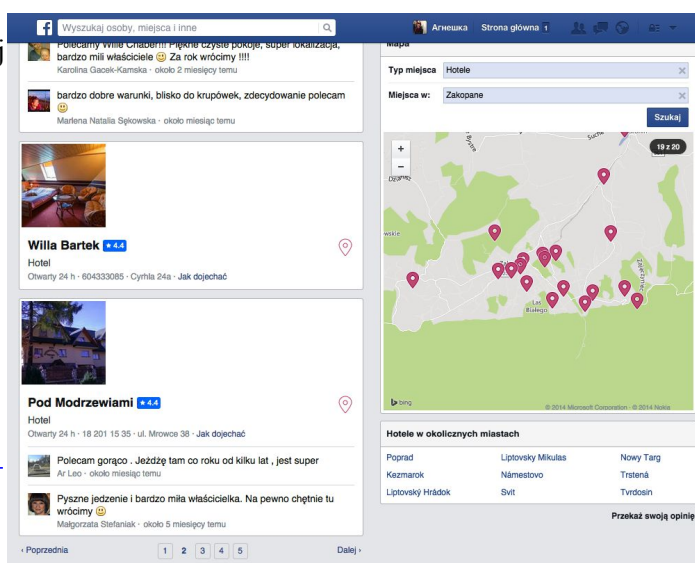 Wyszukaj osoby, miejsca i inne
Агнешка Strona główna 1
Polecamy Wille Chaber!!! Piękne czyste pokoje, super lokalizacja,
bardzo mili właściciele Za rok wrócimy !!!!
Karolina Gacek-Kamska · około 2 miesięcy temu
bardzo dobre warunki, blisko do krupówek, zdecydowanie polecam
Marlena Natalia Sękowska · około miesiąc temu
Willa Bartek ★ 4.4
Hotel
Otwarty 24 h · 604333085 · Cyrhla 24a · Jak dojechać
Pod Modrzewiami ★ 4.4
Hotel
Otwarty 24 h · 18 201 15 35 · ul. Mrowce 38 · Jak dojechać
Polecam gorąco . Jeżdżę tam co roku od kilku lat , jest super
Ar Leo · około miesiąc temu
Pyszne jedzenie i bardzo miła właścicielka. Na pewno chętnie tu
wrócimy
Małgorzata Stefaniak · około 5 miesięcy temu
‹ Poprzednia 1 2 3 4 5 Dalej ›
Mapa
Typ miejsca Hotele
Miejsca w: Zakopane
Szukaj
19 z 20
+
−
Las
Białego
bing
© 2014 Microsoft Corporation · © 2014 Nokia
Hotele w okolicznych miastach
Poprad Liptovsky Mikulas Nowy Targ
Kezmarok Námestovo Trstená
Liptovský Hrádok Svit Tvrdosin
Przekaż swoją opinię